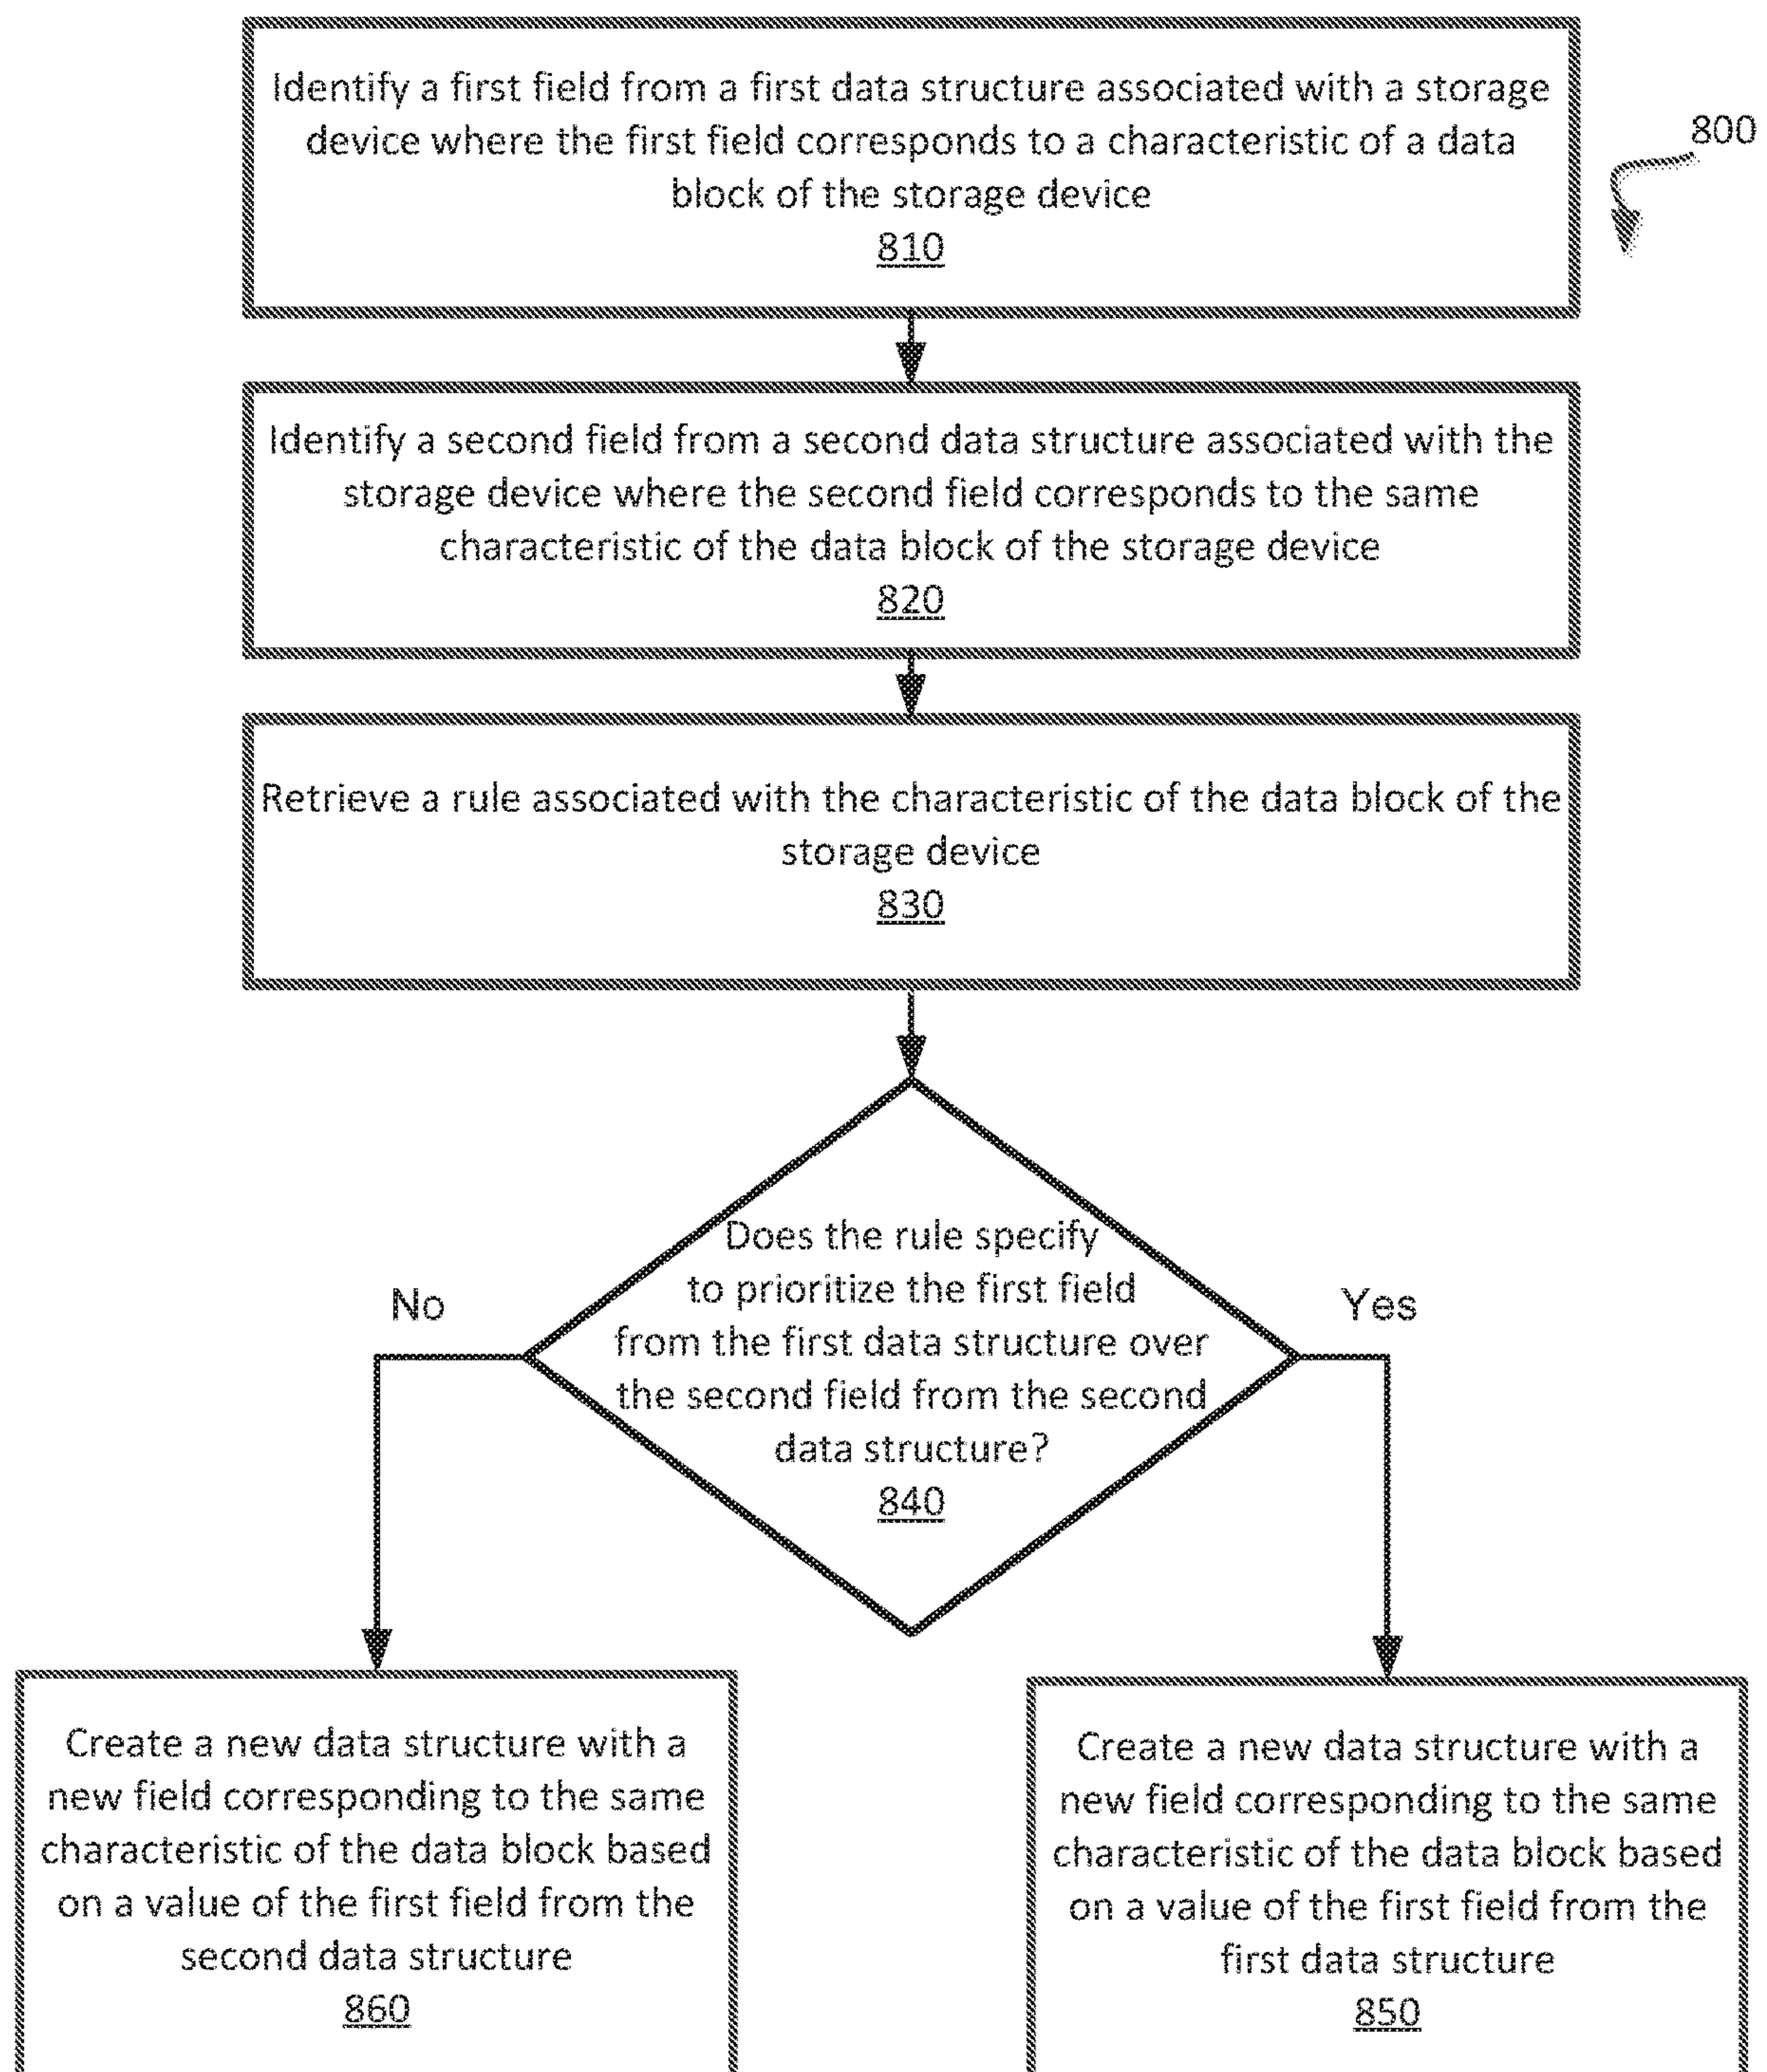 Identify a first field from a first data structure associated with a storage
device where the first field corresponds to a characteristic of a data
block of the storage device
810
800
Identify a second field from a second data structure associated with the
storage device where the second field corresponds to the same
characteristic of the data block of the storage device
820
Retrieve a rule associated with the characteristic of the data block of the
storage device
830
Does the rule specify
to prioritize the first field
from the first data structure over
the second field from the second
data structure?
840
No
Yes
Create a new data structure with a
new field corresponding to the same
characteristic of the data block based
on a value of the first field from the
second data structure
860
Create a new data structure with a
new field corresponding to the same
characteristic of the data block based
on a value of the first field from the
first data structure
850